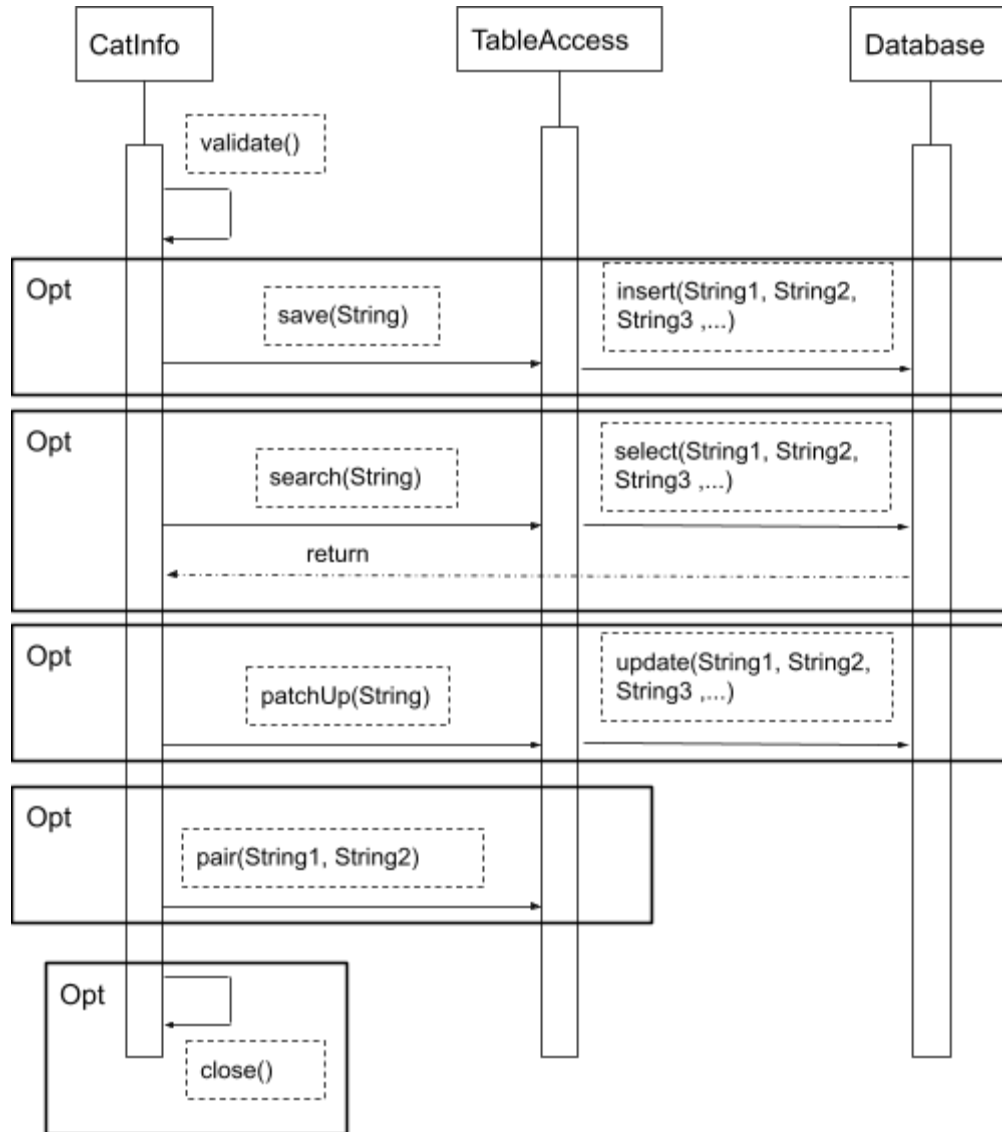 CatInfo
TableAccess
Database
validate()
Opt
save(String)
insert(String1, String2,
String3 ,...)
Opt
search(String)
select(String1, String2,
String3 ,...)
return
Opt
patchUp(String)
update(String1, String2,
String3 ,...)
Opt
pair(String1, String2)
Opt
close()